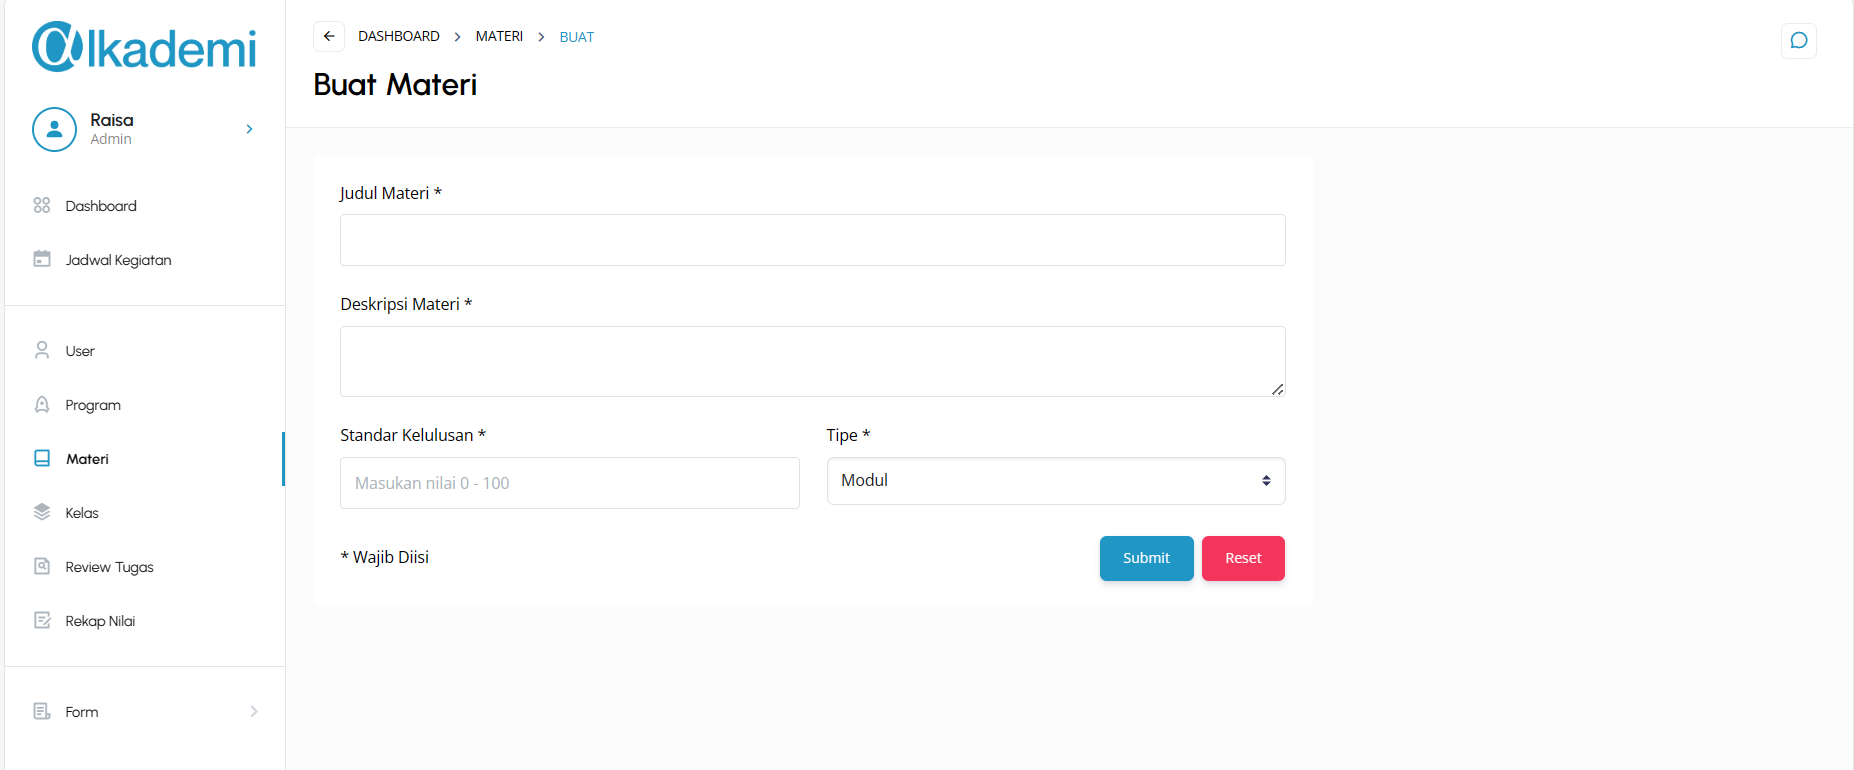 @lkademi
Raisa
Admin
Dashboard
Jadwal Kegiatan
User
Program
Materi
Kelas
Review Tugas
Rekap Nilai
Form
DASHBOARD > MATERI > BUAT
Buat Materi
Judul Materi *
Deskripsi Materi *
Standar Kelulusan * Tipe *
Masukan nilai 0 - 100 Modul
* Wajib Diisi Submit Reset